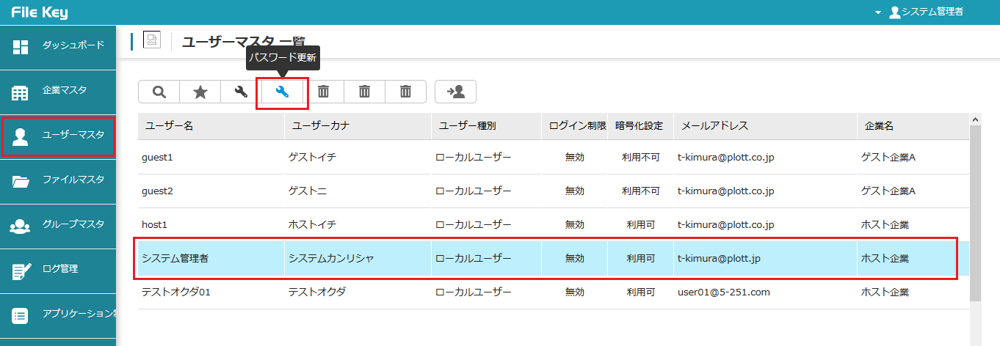 File Key
システム管理者
ダッシュボード
企業マスタ
ユーザーマスタ
ファイルマスタ
グループマスタ
ログ管理
アプリケーション
ユーザーマスタ 一覧
パスワード更新
ユーザー名 ユーザーカナ ユーザー種別 ログイン制限 暗号化設定 メールアドレス 企業名
guest1 ゲストイチ ローカルユーザー 無効 利用不可 t-kimura@plott.co.jp ゲスト企業A
guest2 ゲストニ ローカルユーザー 無効 利用不可 t-kimura@plott.co.jp ゲスト企業A
host1 ホストイチ ローカルユーザー 無効 利用可 t-kimura@plott.co.jp ホスト企業
システム管理者 システムカンリシャ ローカルユーザー 無効 利用可 t-kimura@plott.jp ホスト企業
テストオクダ01 テストオクダ ローカルユーザー 無効 利用可 user01@5-251.com ホスト企業